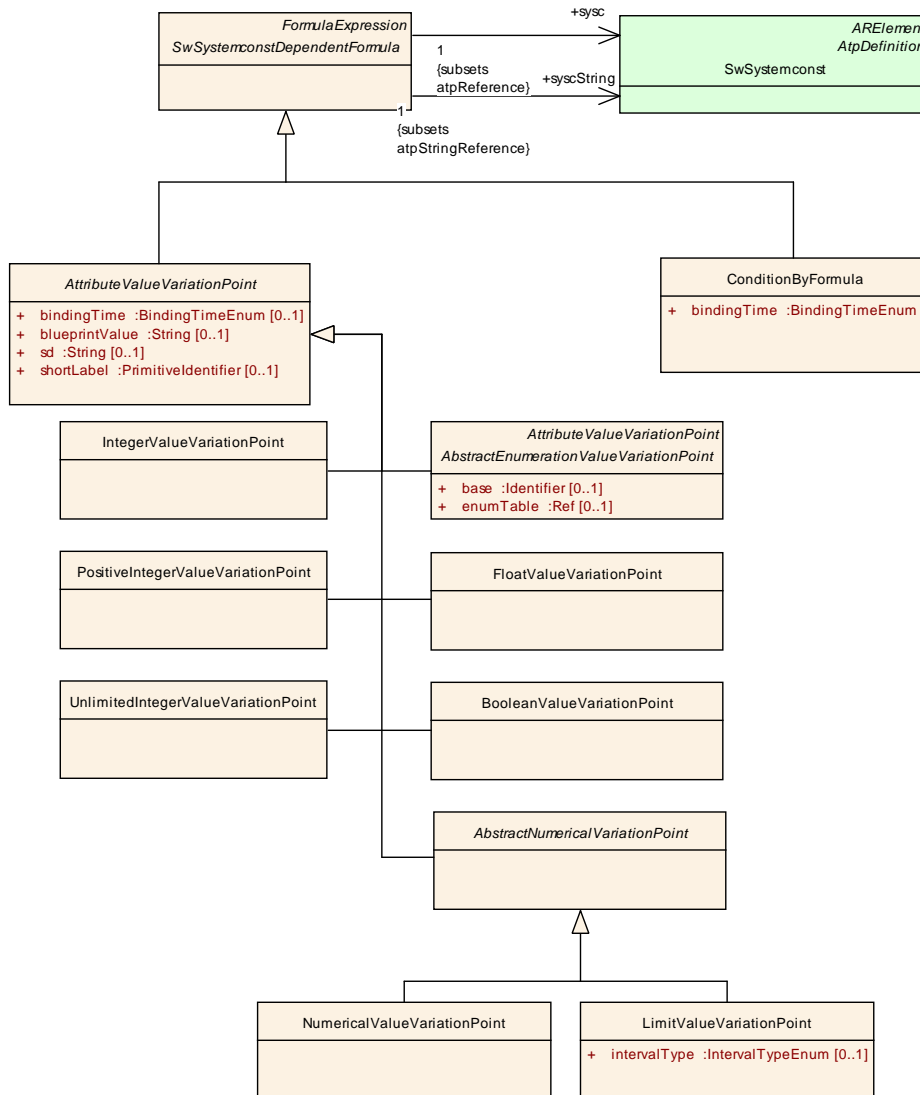 FormulaExpression
SwSystemconstDependentFormula
+sysc
1
{subsets
atpReference}
+syscString
1
{subsets
atpStringReference}
ARElemen
AtpDefinition
SwSystemconst
AttributeValueVariationPoint
+ bindingTime :BindingTimeEnum [0..1]
+ blueprintValue :String [0..1]
+ sd :String [0..1]
+ shortLabel :PrimitiveIdentifier [0..1]
ConditionByFormula
+ bindingTime :BindingTimeEnum
IntegerValueVariationPoint
AttributeValueVariationPoint
AbstractEnumerationValueVariationPoint
+ base :Identifier [0..1]
+ enumTable :Ref [0..1]
PositiveIntegerValueVariationPoint
FloatValueVariationPoint
UnlimitedIntegerValueVariationPoint
BooleanValueVariationPoint
AbstractNumericalVariationPoint
NumericalValueVariationPoint
LimitValueVariationPoint
+ intervalType :IntervalTypeEnum [0..1]